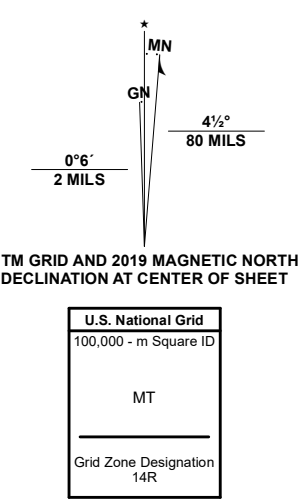 ★
MN
GN
4½°
80 MILS
0°6´
2 MILS
TM GRID AND 2019 MAGNETIC NORTH
DECLINATION AT CENTER OF SHEET
U.S. National Grid
100,000 - m Square ID
MT
Grid Zone Designation
14R